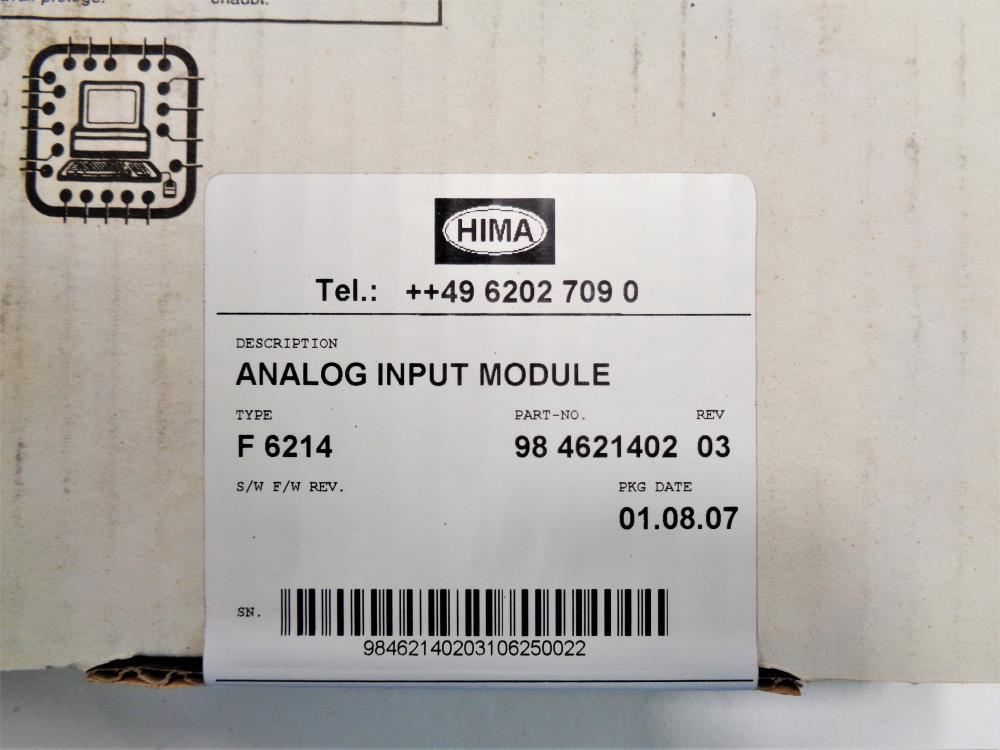 chaubt.
HIMA
Tel.: ++49 6202 709 0
DESCRIPTION
ANALOG INPUT MODULE
TYPE PART-NO. REV
F 6214 98 4621402 03
S/W F/W REV. PKG DATE
01.08.07
SN.
98462140203106250022